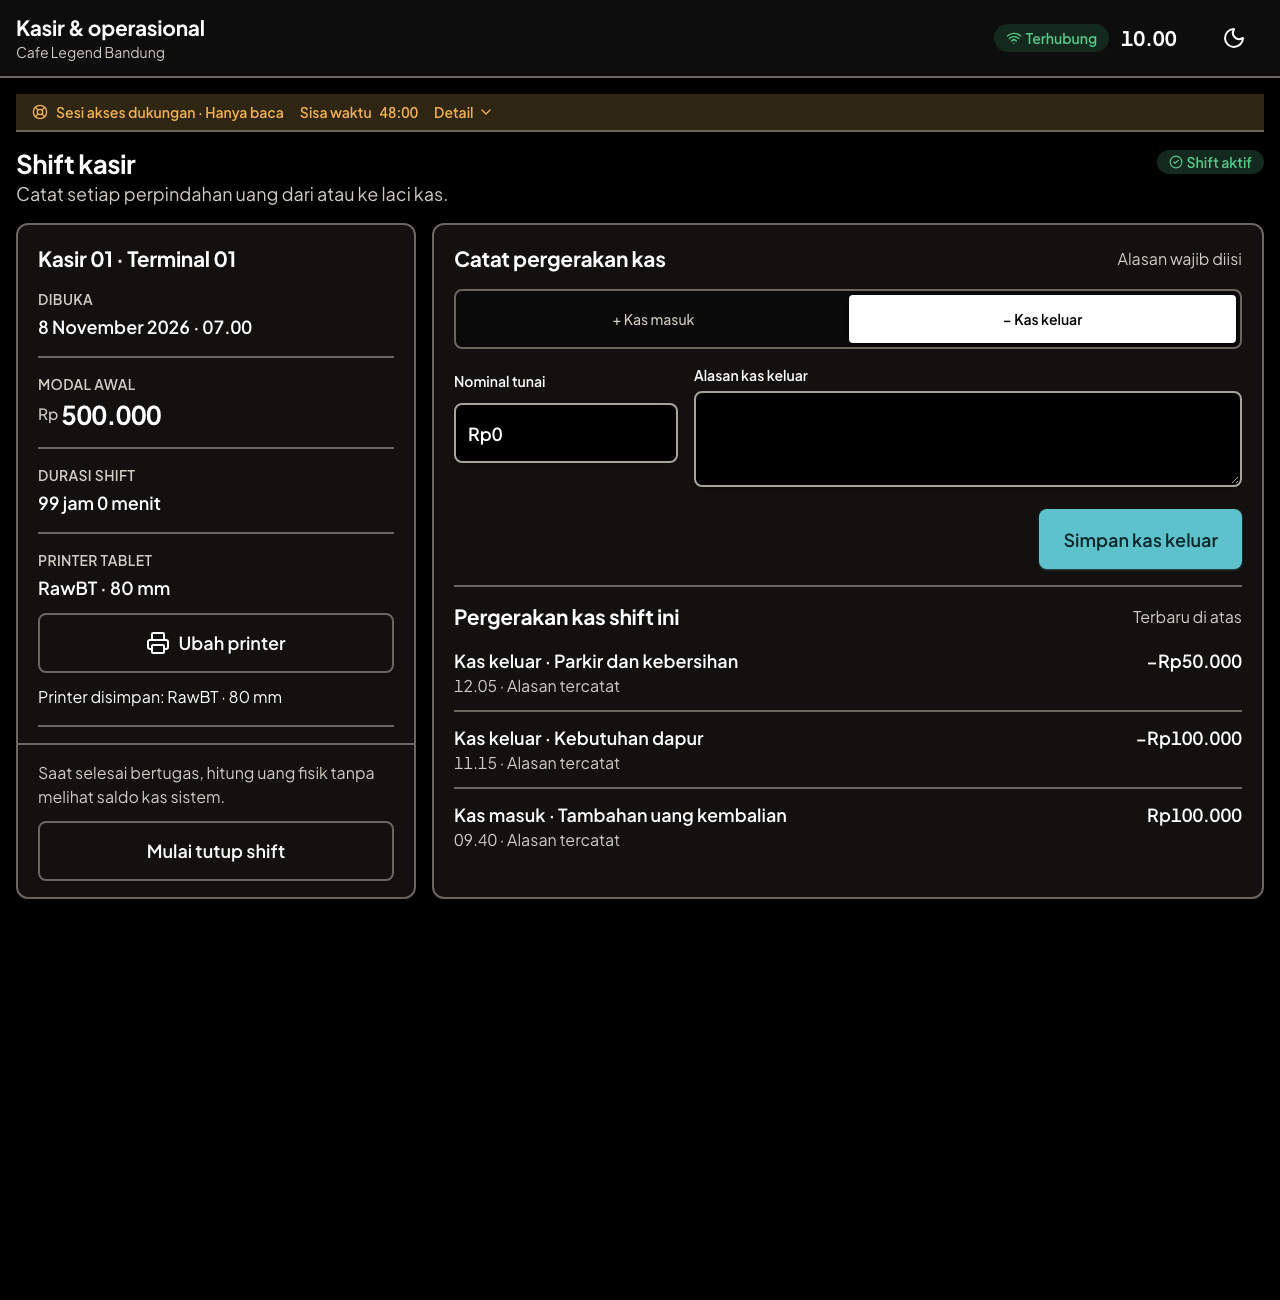 Kasir & operasional
Cafe Legend Bandung
Terhubung
10.00
Sesi akses dukungan · Hanya baca
Sisa waktu 48:00
Detail
Shift kasir
Catat setiap perpindahan uang dari atau ke laci kas.
Shift aktif
Kasir 01 · Terminal 01
DIBUKA
8 November 2026 · 07.00
MODAL AWAL
Rp 500.000
DURASI SHIFT
99 jam 0 menit
PRINTER TABLET
RawBT · 80 mm
Ubah printer
Printer disimpan: RawBT · 80 mm
Saat selesai bertugas, hitung uang fisik tanpa
melihat saldo kas sistem.
Mulai tutup shift
Catat pergerakan kas
Alasan wajib diisi
+ Kas masuk
− Kas keluar
Nominal tunai
Rp0
Alasan kas keluar
Simpan kas keluar
Pergerakan kas shift ini
Terbaru di atas
Kas keluar · Parkir dan kebersihan
−Rp50.000
12.05 · Alasan tercatat
Kas keluar · Kebutuhan dapur
−Rp100.000
11.15 · Alasan tercatat
Kas masuk · Tambahan uang kembalian
Rp100.000
09.40 · Alasan tercatat